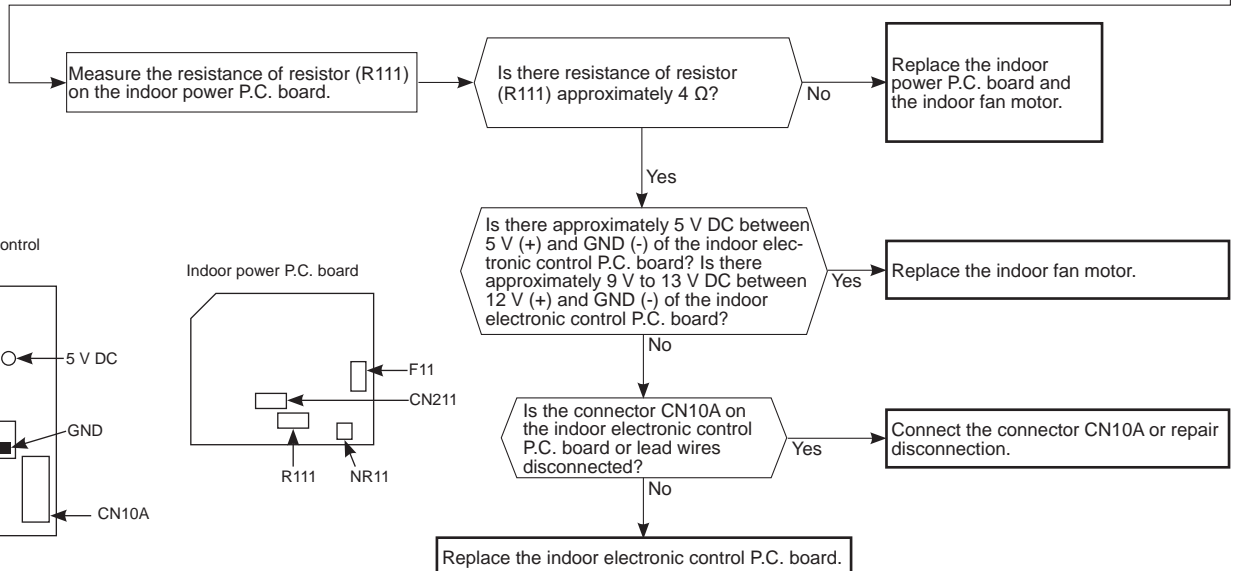 Measure the resistance of resistor (R111)
on the indoor power P.C. board.
Is there resistance of resistor
(R111) approximately 4 Ω?
No
Replace the indoor
power P.C. board and
the indoor fan motor.
Yes
Is there approximately 5 V DC between
5 V (+) and GND (-) of the indoor elec-
tronic control P.C. board? Is there
approximately 9 V to 13 V DC between
12 V (+) and GND (-) of the indoor
electronic control P.C. board?
Yes
Replace the indoor fan motor.
No
ontrol
5 V DC
GND
CN10A
Indoor power P.C. board
F11
CN211
R111
NR11
Is the connector CN10A on
the indoor electronic control
P.C. board or lead wires
disconnected?
Yes
Connect the connector CN10A or repair
disconnection.
No
Replace the indoor electronic control P.C. board.